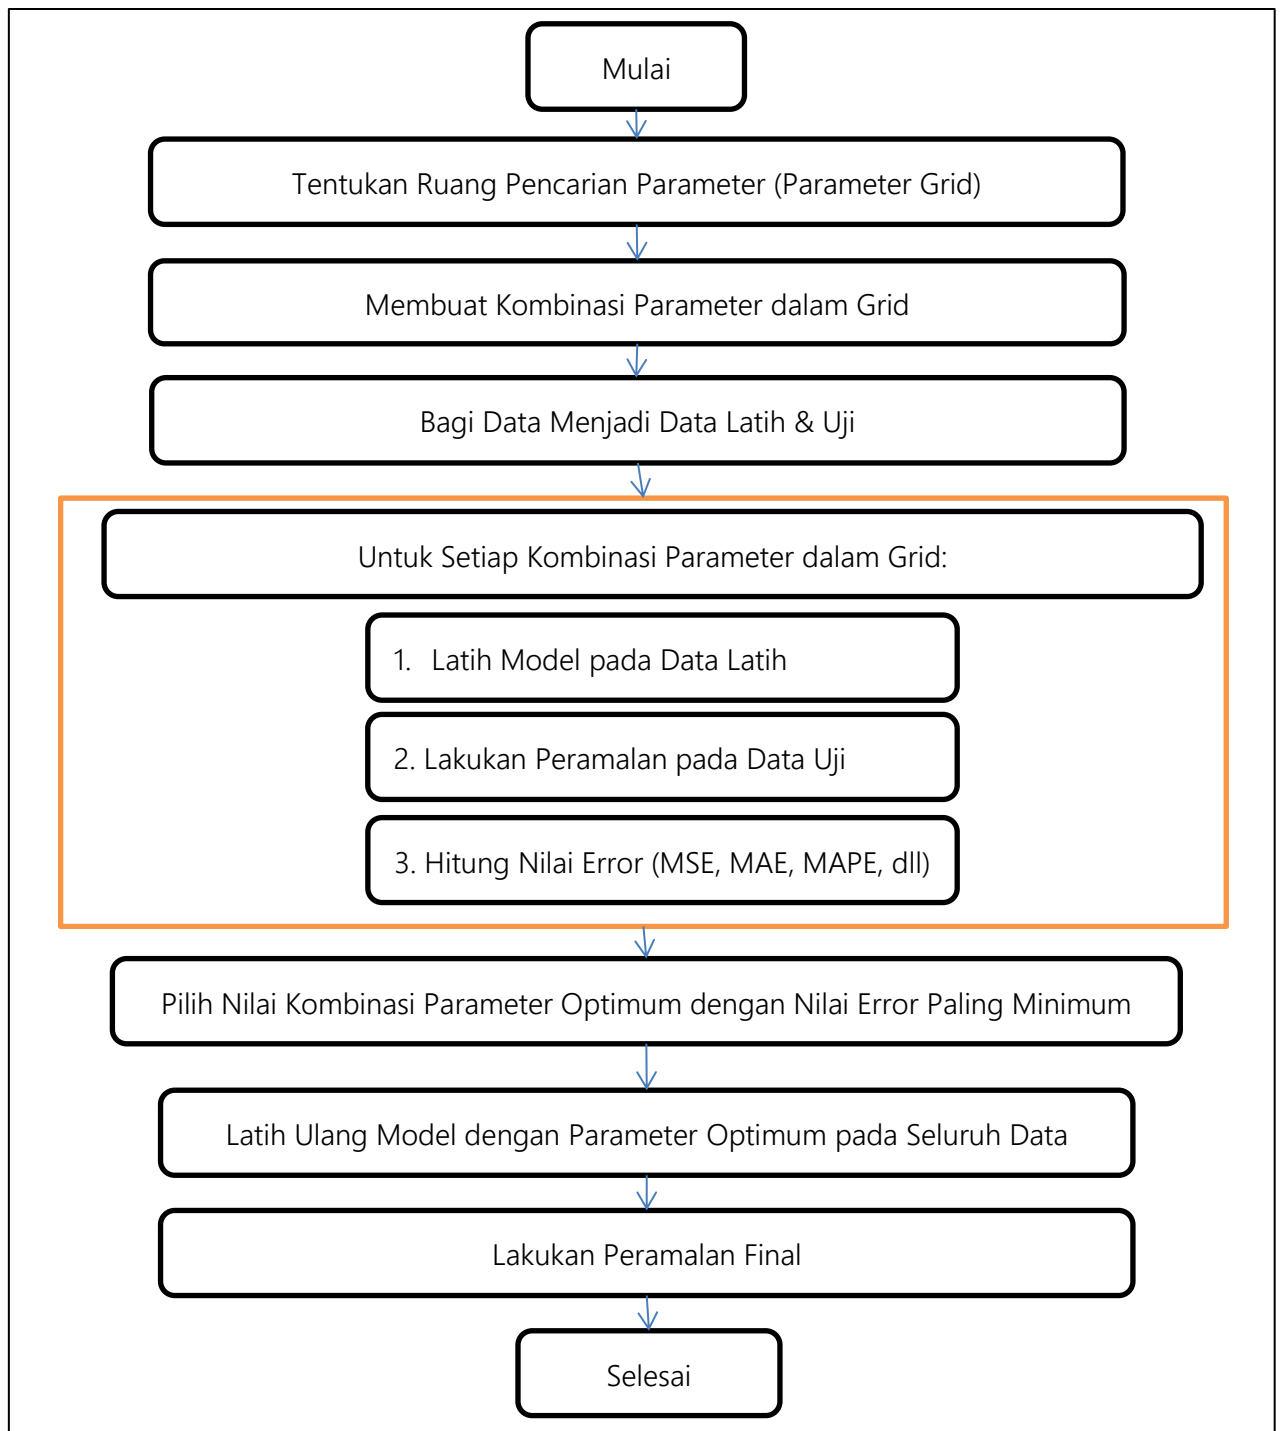 Mulai
Tentukan Ruang Pencarian Parameter (Parameter Grid)
Membuat Kombinasi Parameter dalam Grid
Bagi Data Menjadi Data Latih & Uji
Untuk Setiap Kombinasi Parameter dalam Grid:
1. Latih Model pada Data Latih
2. Lakukan Peramalan pada Data Uji
3. Hitung Nilai Error (MSE, MAE, MAPE, dll)
Pilih Nilai Kombinasi Parameter Optimum dengan Nilai Error Paling Minimum
Latih Ulang Model dengan Parameter Optimum pada Seluruh Data
Lakukan Peramalan Final
Selesai